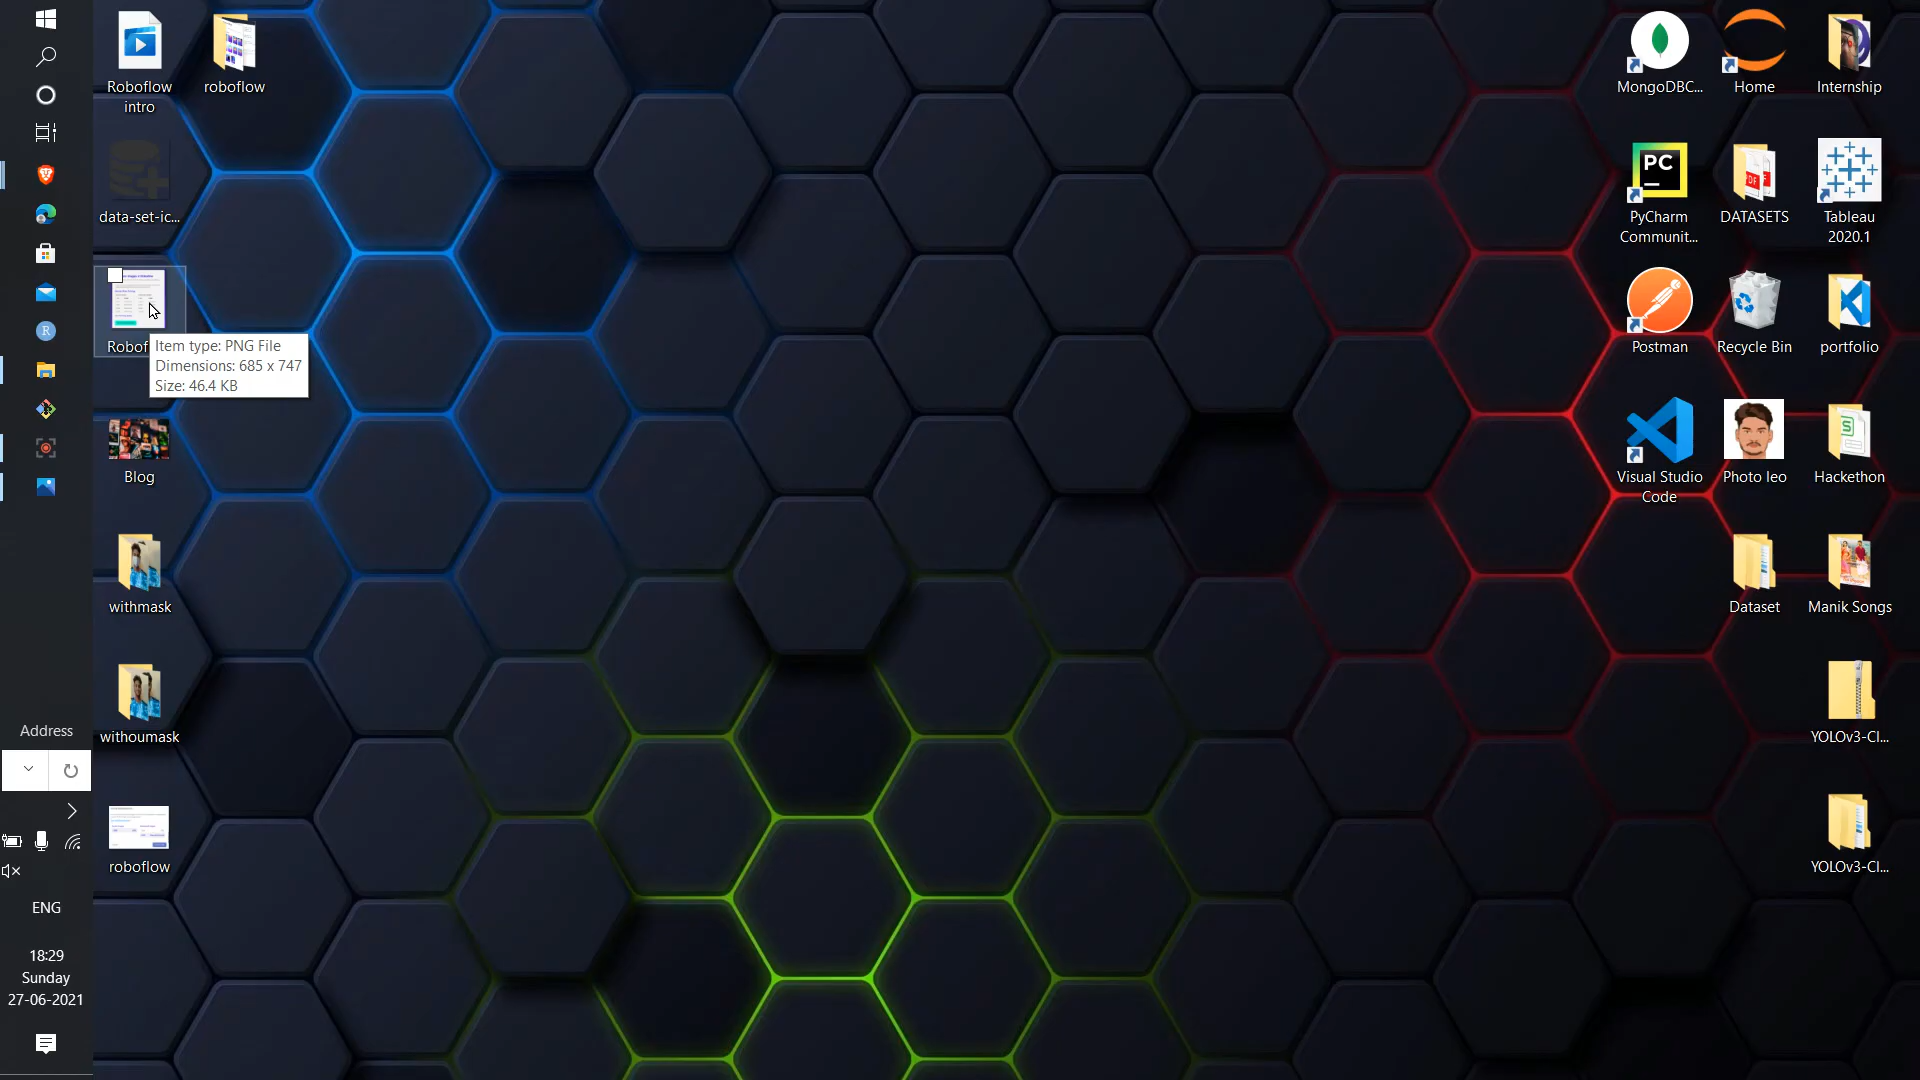 Roboflow
intro
roboflow
data-set-ic...
Robof
Item type: PNG File
Dimensions: 685 x 747
Size: 46.4 KB
Blog
withmask
withoumask
roboflow
MongoDBC...
Home
Internship
PC
PyCharm
Communit...
PDF
DATASETS
Tableau
2020.1
Postman
Recycle Bin
portfolio
Visual Studio
Code
Photo leo
Hackethon
Dataset
Manik Songs
YOLOv3-Cl...
YOLOv3-Cl...
R
Address
ENG
18:29
Sunday
27-06-2021